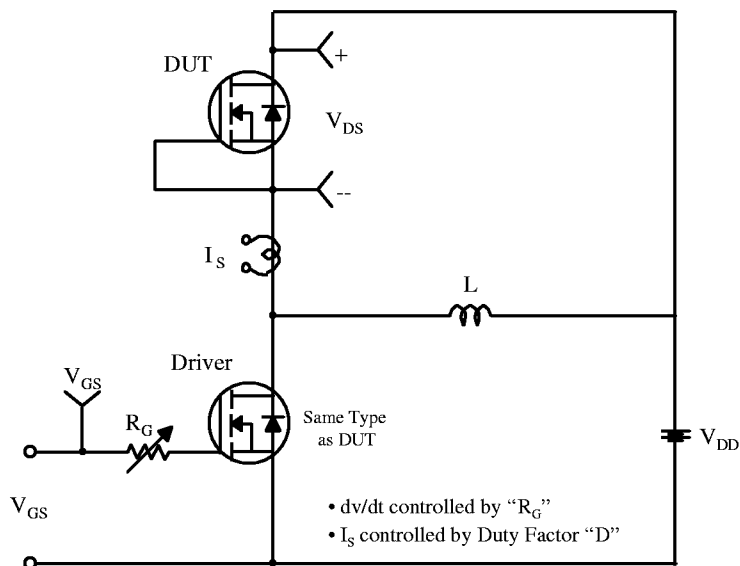 DUT
+
V_DS
--
I_S
L
Driver
V_GS
R_G
Same Type
as DUT
V_DD
V_GS
• dv/dt controlled by “R_G”
• I_S controlled by Duty Factor “D”